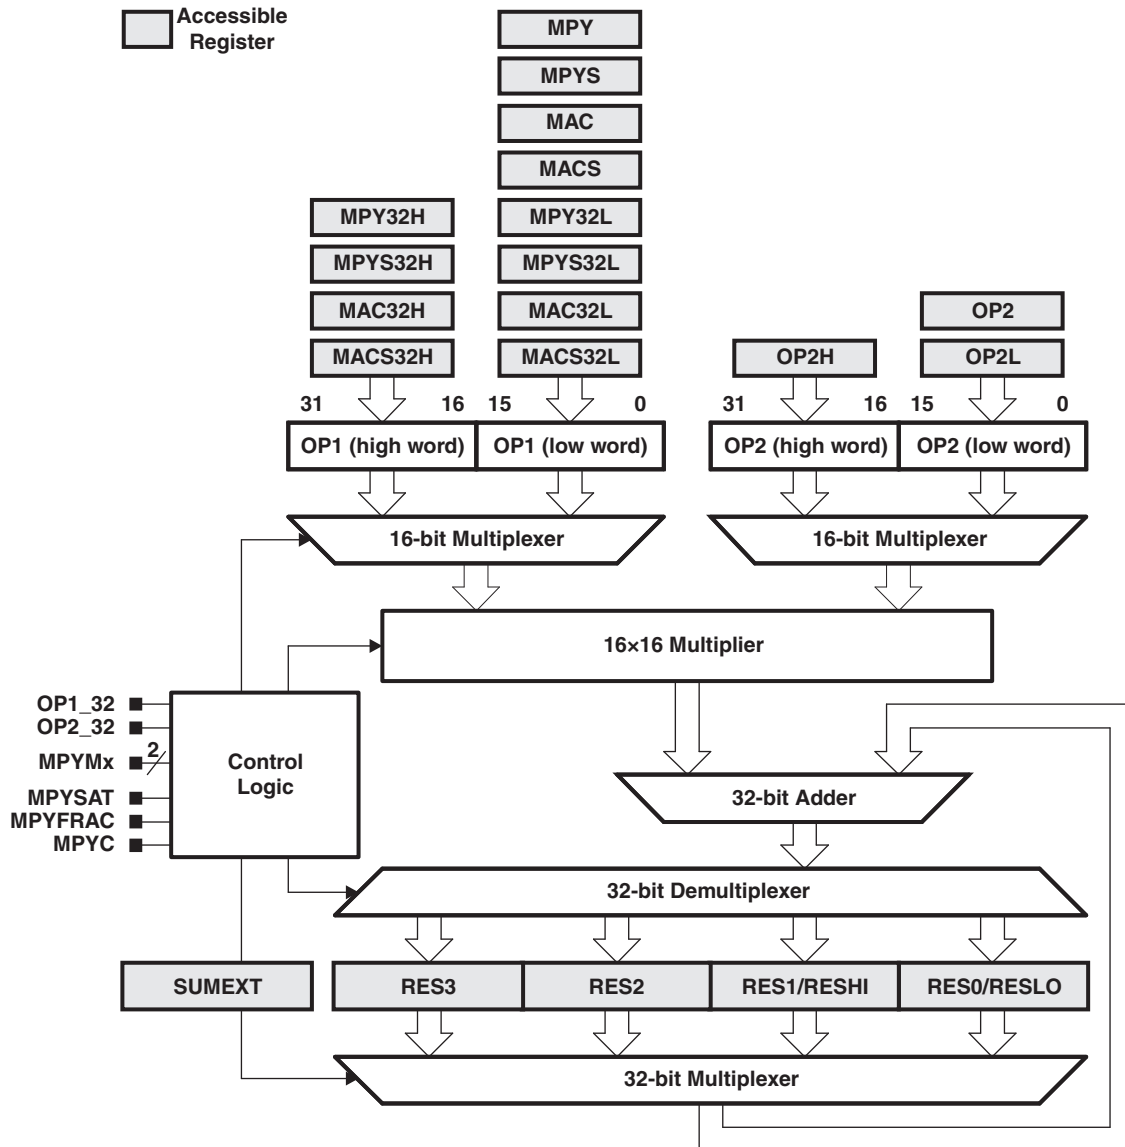 Accessible
Register
MPY
MPYS
MAC
MACS
MPY32H
MPY32L
MPYS32H
MPYS32L
MAC32H
MAC32L
OP2
MACS32H
MACS32L
OP2H
OP2L
31 16 15 0 31 16 15 0
OP1 (high word)
OP1 (low word)
OP2 (high word)
OP2 (low word)
16-bit Multiplexer
16-bit Multiplexer
16×16 Multiplier
OP1_32
OP2_32
MPYMx
2
MPYSAT
MPYFRAC
MPYC
Control
Logic
32-bit Adder
32-bit Demultiplexer
SUMEXT
RES3
RES2
RES1/RESHI
RES0/RESLO
32-bit Multiplexer